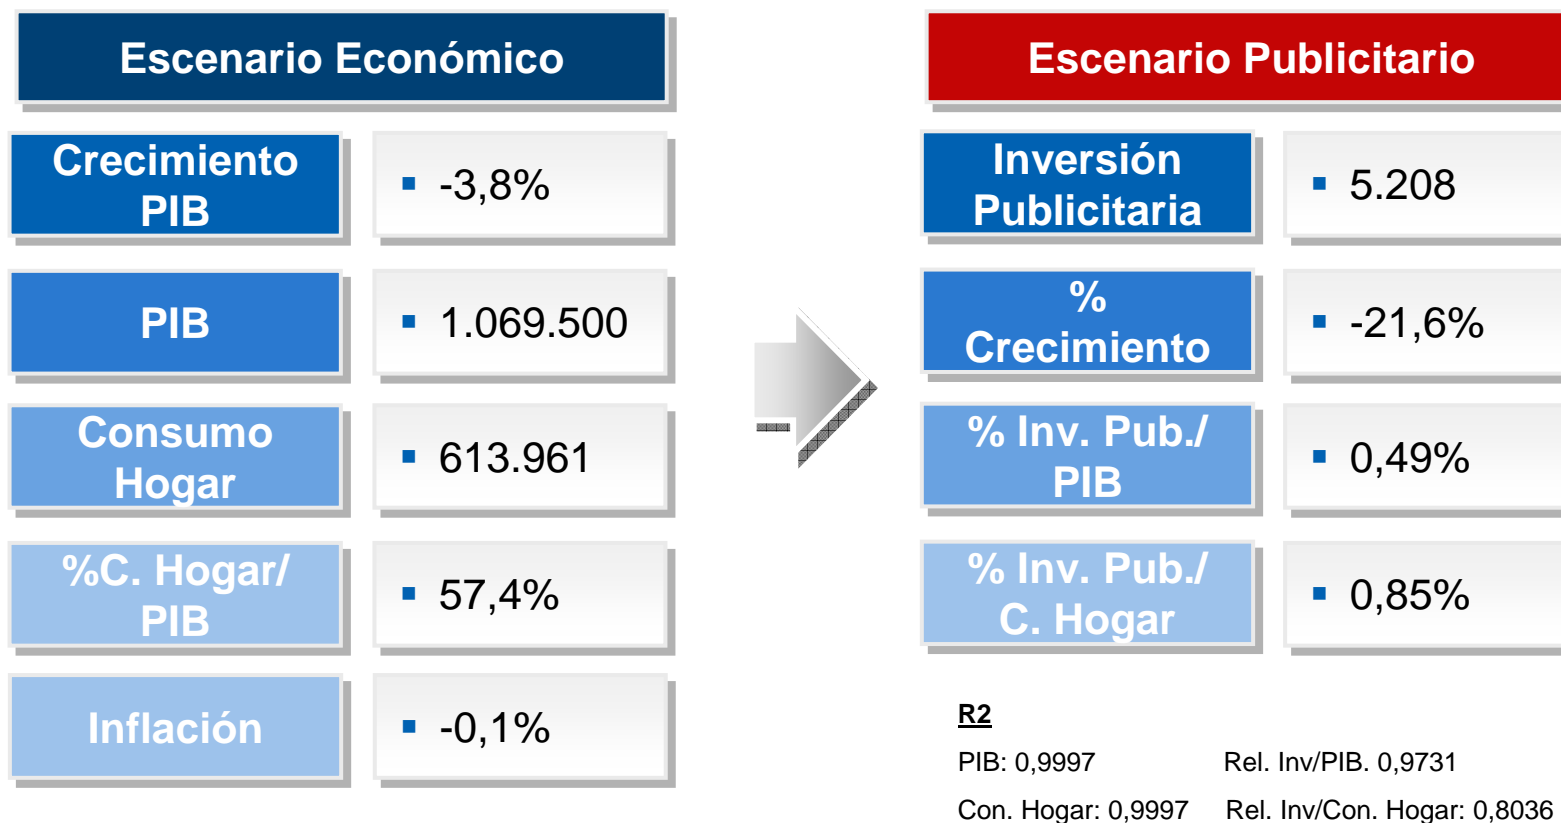 Escenario Económico
Crecimiento
PIB
▪ -3,8%
PIB
▪ 1.069.500
Consumo
Hogar
▪ 613.961
%C. Hogar/
PIB
▪ 57,4%
Inflación
▪ -0,1%
Escenario Publicitario
Inversión
Publicitaria
▪ 5.208
%
Crecimiento
▪ -21,6%
% Inv. Pub./
PIB
▪ 0,49%
% Inv. Pub./
C. Hogar
▪ 0,85%
R2
PIB: 0,9997 Rel. Inv/PIB. 0,9731
Con. Hogar: 0,9997 Rel. Inv/Con. Hogar: 0,8036